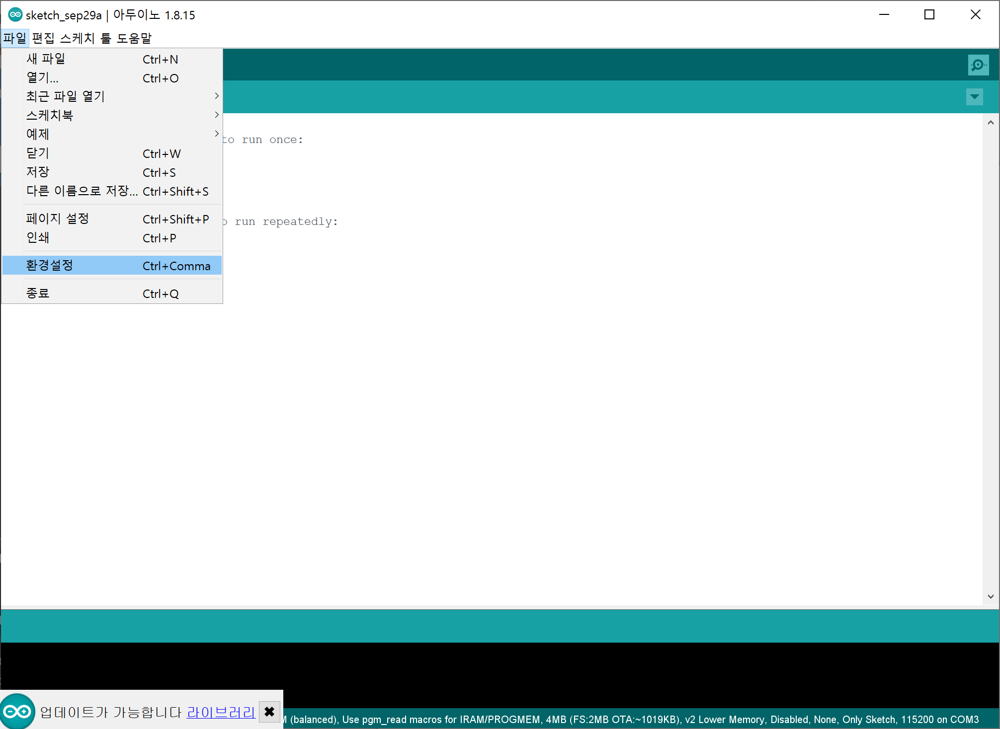 sketch_sep29a | 아두이노 1.8.15
파일 편집 스케치 툴 도움말
새 파일 Ctrl+N
열기... Ctrl+O
최근 파일 열기
스케치북
예제
닫기 Ctrl+W
저장 Ctrl+S
다른 이름으로 저장... Ctrl+Shift+S
페이지 설정 Ctrl+Shift+P
인쇄 Ctrl+P
환경설정 Ctrl+Comma
종료 Ctrl+Q
to run once:
run repeatedly:
업데이트가 가능합니다 라이브러리
(balanced), Use pgm_read macros for IRAM/PROGMEM, 4MB (FS:2MB OTA:~1019KB), v2 Lower Memory, Disabled, None, Only Sketch, 115200 on COM3